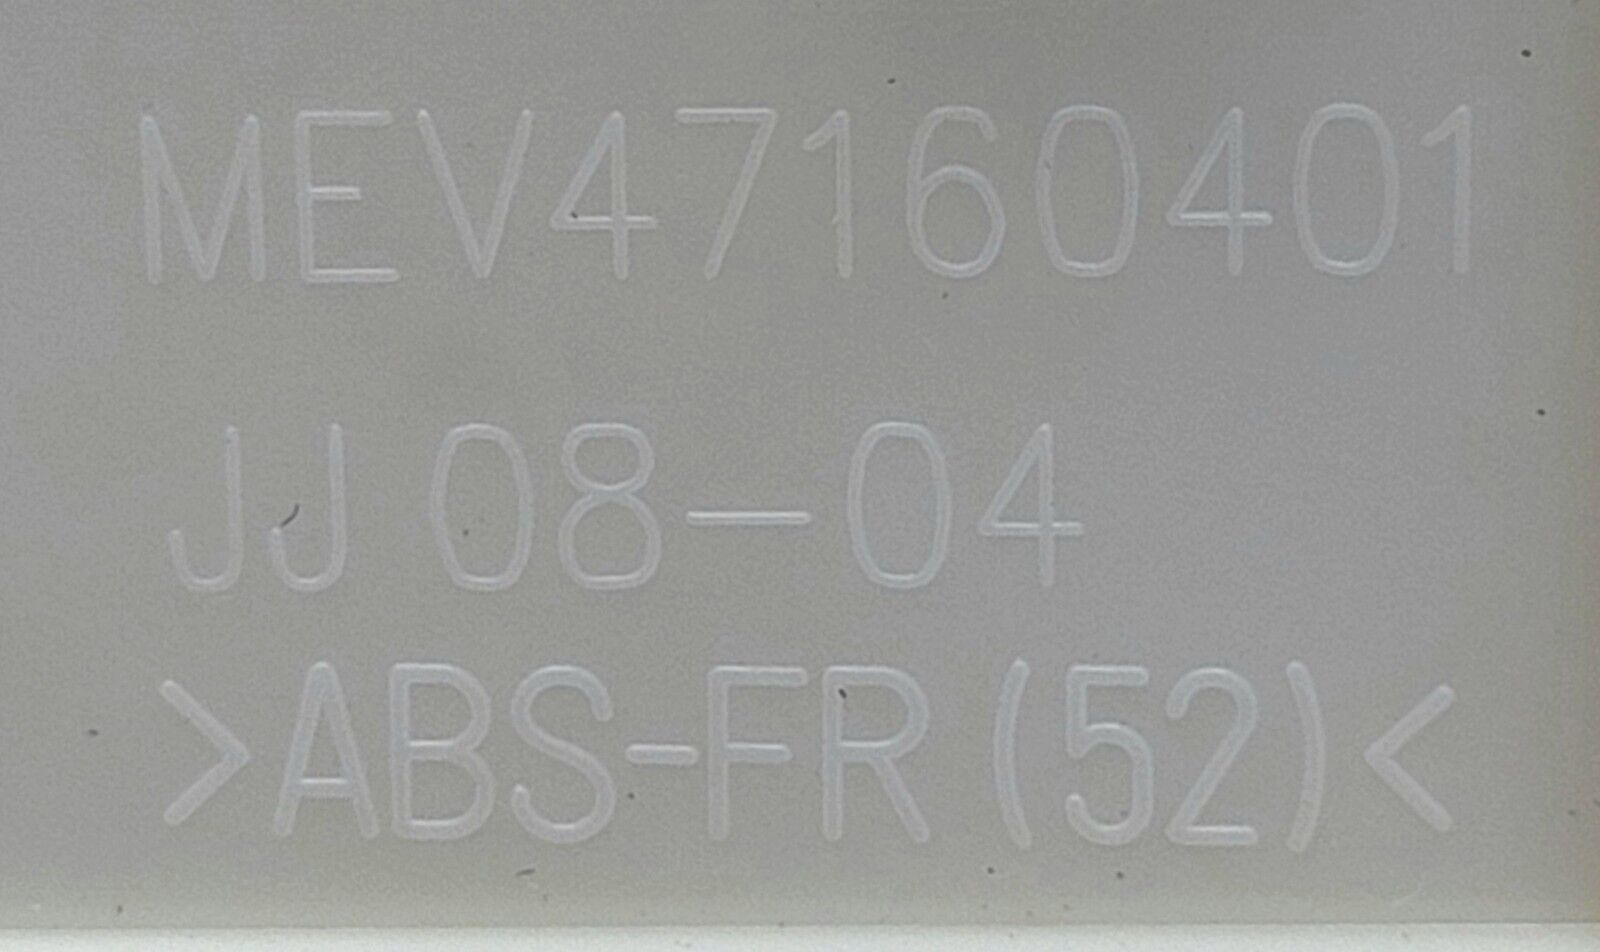 MEV47160401
JJ 08-04
>ABS-FR(52)<